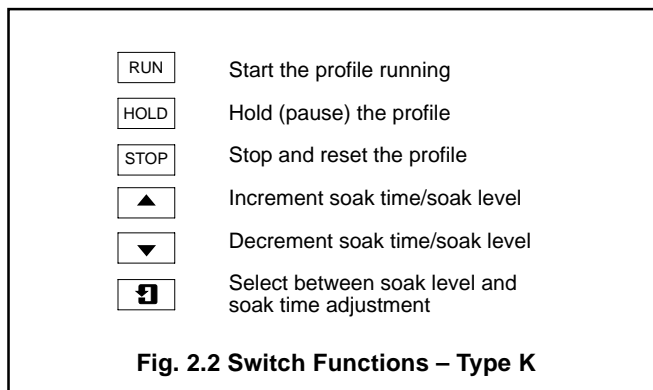 RUN Start the profile running
HOLD Hold (pause) the profile
STOP Stop and reset the profile
▲ Increment soak time/soak level
▼ Decrement soak time/soak level
Select between soak level and
soak time adjustment
Fig. 2.2 Switch Functions – Type K